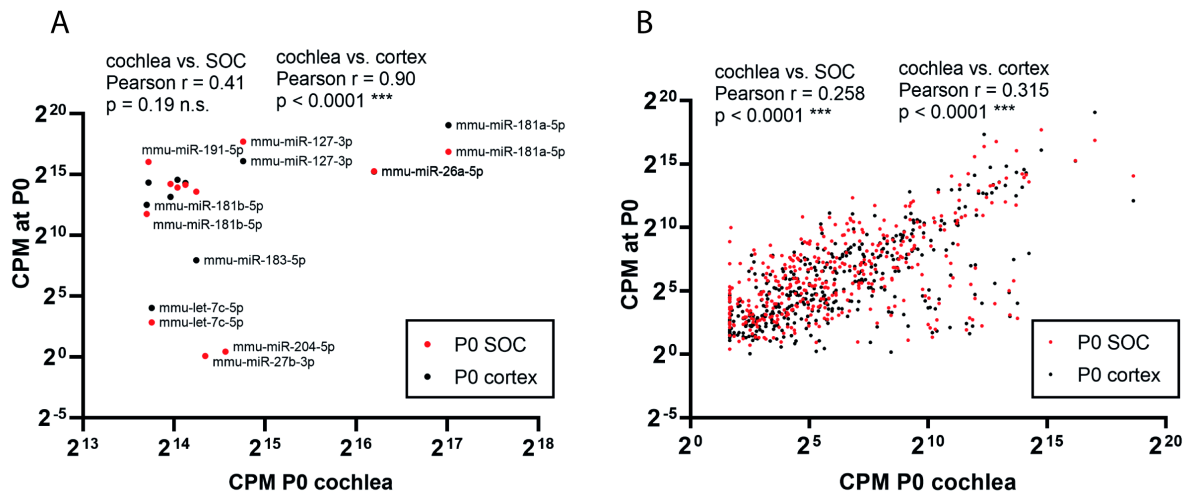 A
cochlea vs. SOC
Pearson r = 0.41
p = 0.19 n.s.
cochlea vs. cortex
Pearson r = 0.90
p < 0.0001 ***
CPM at P0
2^20
2^15
2^10
2^5
2^0
2^-5
mmu-miR-181a-5p
mmu-miR-127-3p
mmu-miR-191-5p
mmu-miR-181a-5p
mmu-miR-127-3p
mmu-miR-26a-5p
mmu-miR-181b-5p
mmu-miR-181b-5p
mmu-miR-183-5p
mmu-let-7c-5p
mmu-let-7c-5p
mmu-miR-204-5p
mmu-miR-27b-3p
P0 SOC
P0 cortex
2^13 2^14 2^15 2^16 2^17 2^18
CPM P0 cochlea
B
cochlea vs. SOC
Pearson r = 0.258
p < 0.0001 ***
cochlea vs. cortex
Pearson r = 0.315
p < 0.0001 ***
CPM at P0
2^20
2^15
2^10
2^5
2^0
2^-5
P0 SOC
P0 cortex
2^0 2^5 2^10 2^15 2^20
CPM P0 cochlea